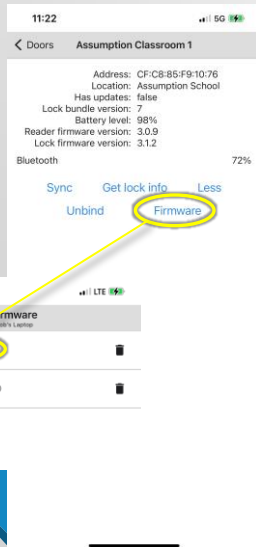 11:22 5G
Doors Assumption Classroom 1
Address: CF:C8:85:F9:10:76
Location: Assumption School
Has updates: false
Lock bundle version: 7
Battery level: 98%
Reader firmware version: 3.0.9
Lock firmware version: 3.1.2
Bluetooth 72%
Sync Get lock info Less
Unbind Firmware
LTE
rmware
Laptop